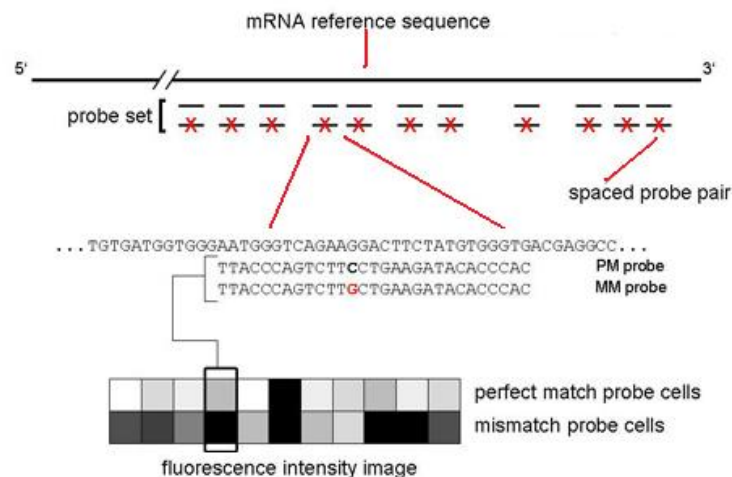 mRNA reference sequence
5' 3'
probe set
spaced probe pair
...TGTGATGGTGGGAATGGGTCAGAAGGACTTCTATGTGGGTGACGAGGCC...
TTACCCAGTCTTCCTGAAGATACACCCAC PM probe
TTACCCAGTCTTGCTGAAGATACACCCAC MM probe
perfect match probe cells
mismatch probe cells
fluorescence intensity image